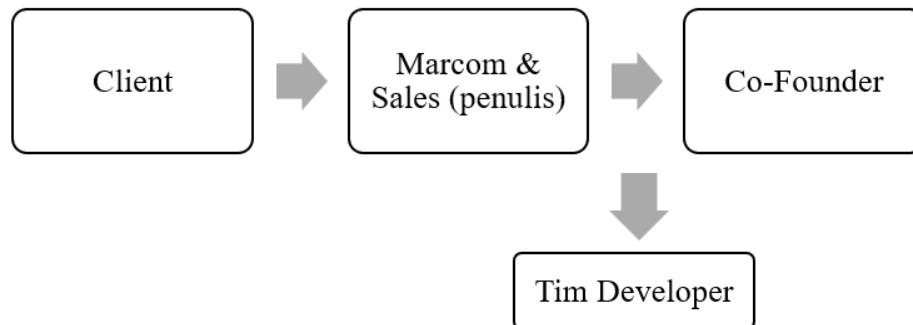 Client
Marcom &
Sales (penulis)
Co-Founder
Tim Developer